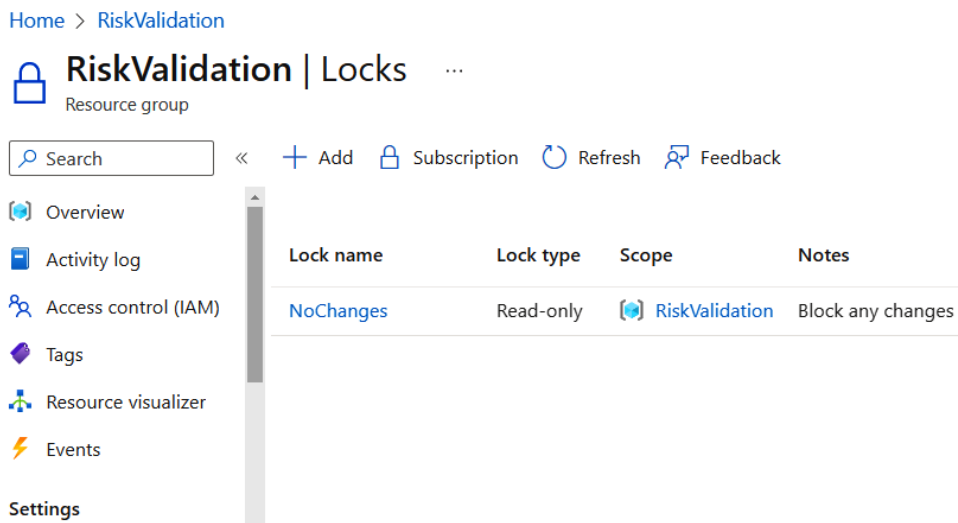 Home > RiskValidation
RiskValidation | Locks ...
Resource group
Search « + Add Subscription Refresh Feedback
Overview
Activity log
Access control (IAM)
Tags
Resource visualizer
Events
Settings
Lock name Lock type Scope Notes
NoChanges Read-only RiskValidation Block any changes